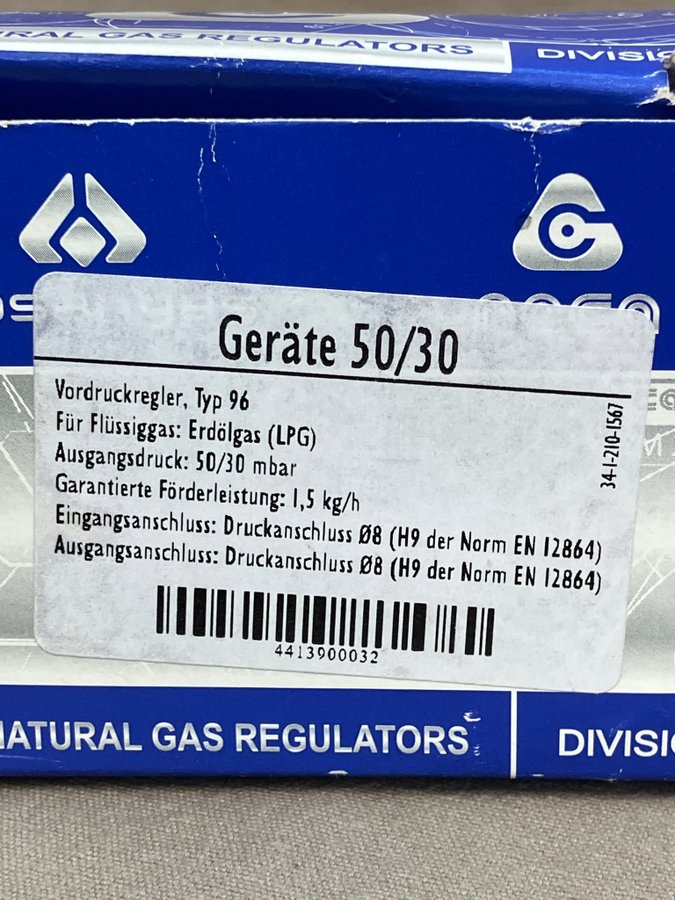 URAL GAS REGULATORS
DIVISI
Geräte 50/30
Vordruckregler, Typ 96
Für Flüssiggas: Erdölgas (LPG)
Ausgangsdruck: 50/30 mbar
Garantierte Förderleistung: 1,5 kg/h
Eingangsanschluss: Druckanschluss Ø8 (H9 der Norm EN 12864)
Ausgangsanschluss: Druckanschluss Ø8 (H9 der Norm EN 12864)
34-1-210-1567
4413900032
NATURAL GAS REGULATORS
DIVISI